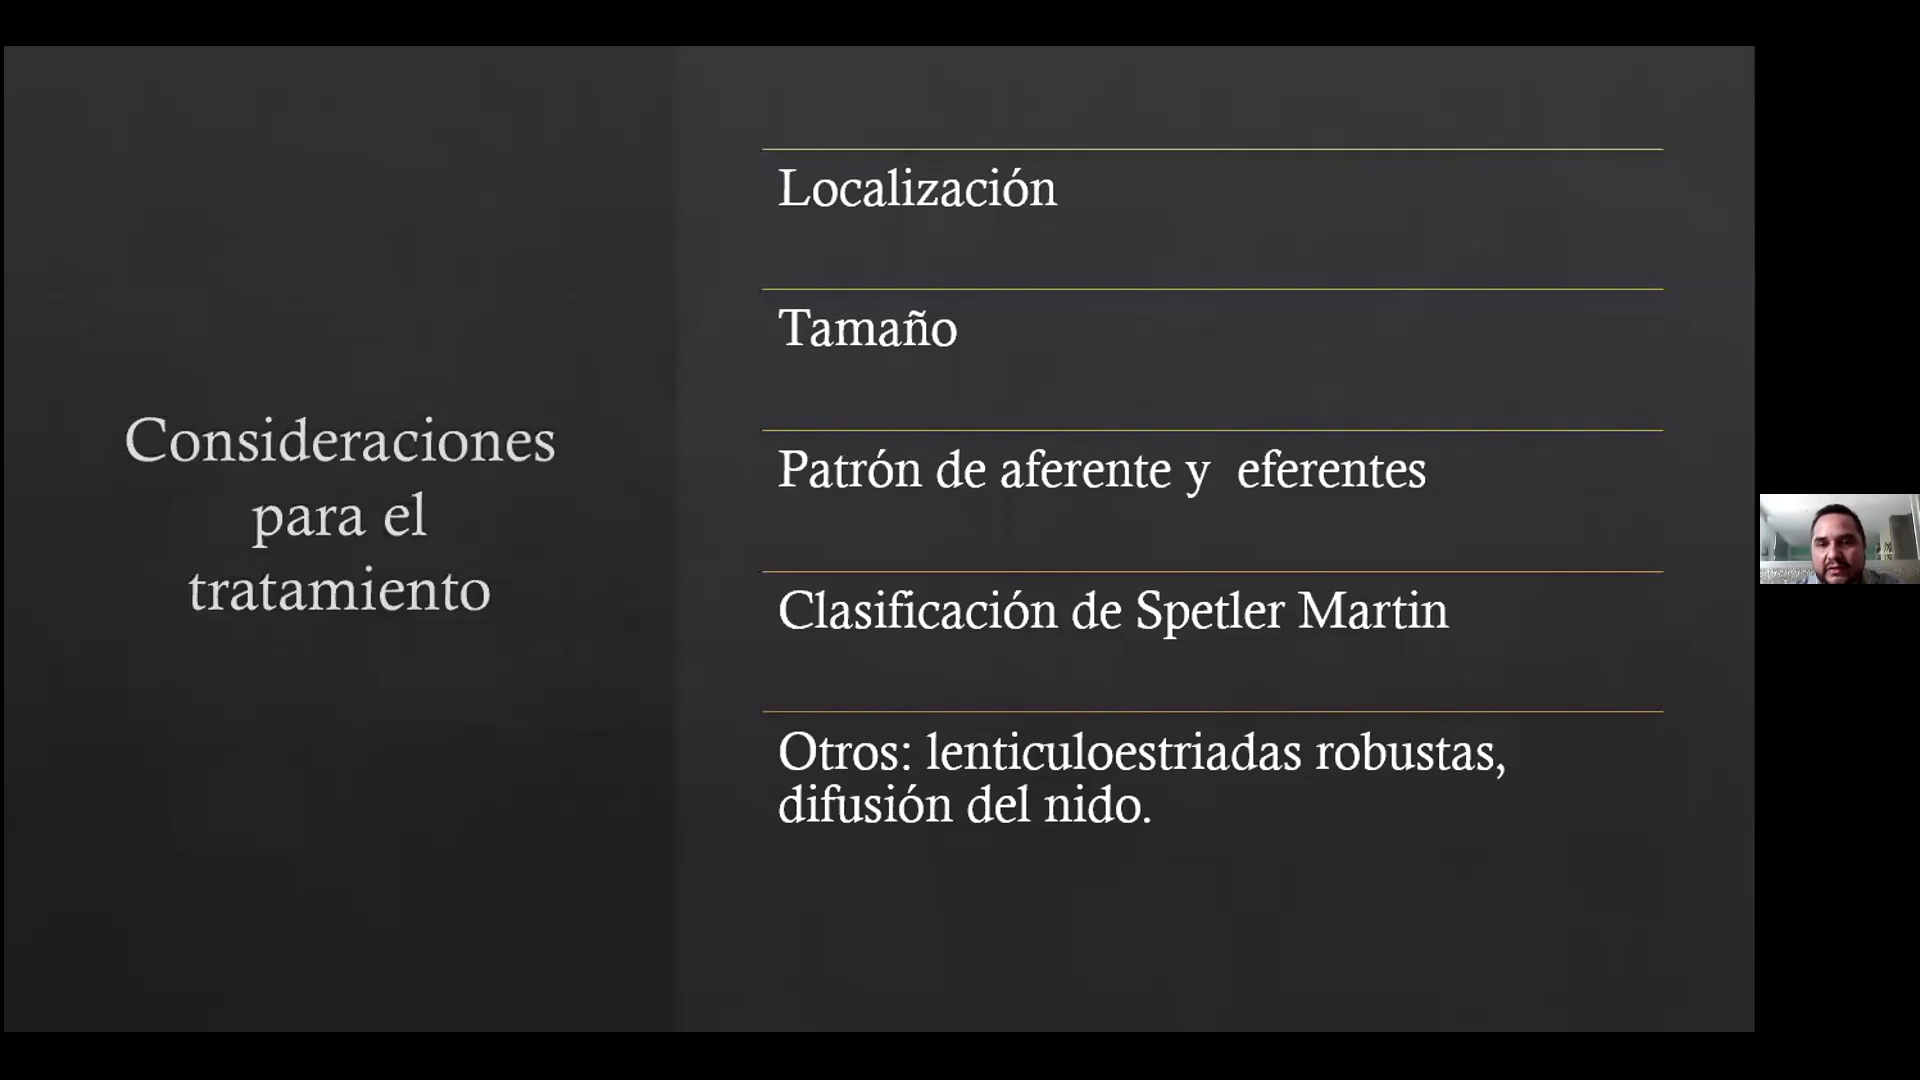 Consideraciones
para el
tratamiento
Localización
Tamaño
Patrón de aferente y  eferentes
Clasificación de Spetler Martin
Otros: lenticuloestriadas robustas,
difusión del nido.